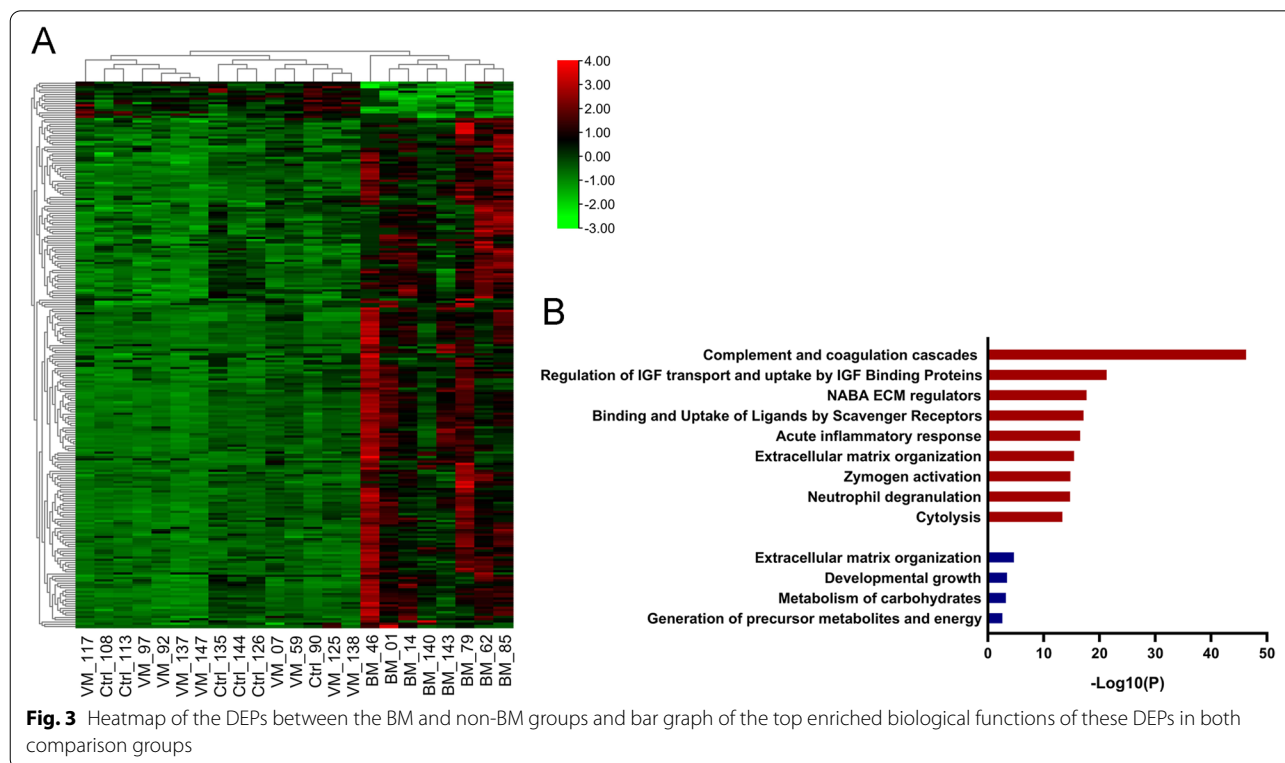 A
4.00
3.00
2.00
1.00
0.00
-1.00
-2.00
-3.00
VM_117
Ctrl_108
Ctrl_113
VM_97
VM_92
VM_137
VM_147
Ctrl_135
Ctrl_144
Ctrl_126
VM_07
VM_59
Ctrl_90
VM_125
VM_138
BM_46
BM_01
BM_14
BM_140
BM_143
BM_79
BM_62
BM_85
B
Complement and coagulation cascades
Regulation of IGF transport and uptake by IGF Binding Proteins
NABA ECM regulators
Binding and Uptake of Ligands by Scavenger Receptors
Acute inflammatory response
Extracellular matrix organization
Zymogen activation
Neutrophil degranulation
Cytolysis
Extracellular matrix organization
Developmental growth
Metabolism of carbohydrates
Generation of precursor metabolites and energy
0 10 20 30 40 50
-Log10(P)
Fig. 3 Heatmap of the DEPs between the BM and non-BM groups and bar graph of the top enriched biological functions of these DEPs in both
comparison groups